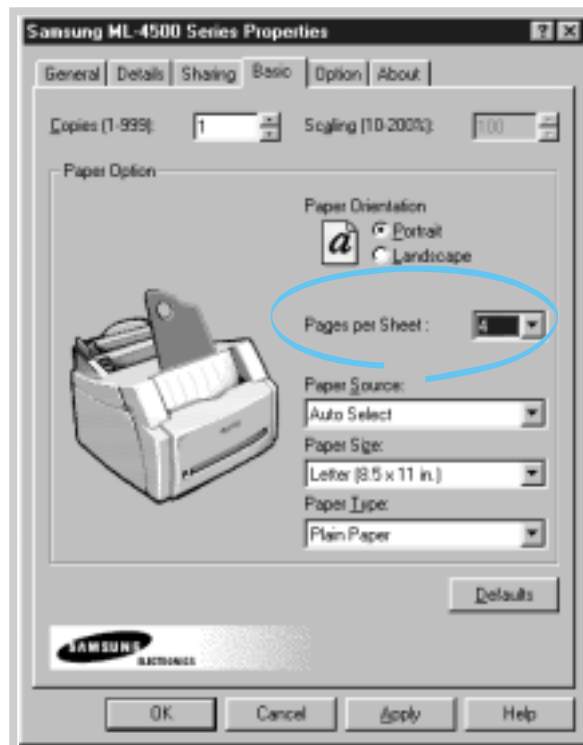 Samsung ML-4500 Series Properties
General Details Sharing Basic Option About
Copies (1-999): 1 Scaling (10-200%): 100
Paper Option
Paper Orientation
a Portrait
Landscape
Pages per Sheet : 4
Paper Source:
Auto Select
Paper Size:
Letter (8.5 x 11 in.)
Paper Type:
Plain Paper
Defaults
SAMSUNG
ELECTRONICS
OK Cancel Apply Help